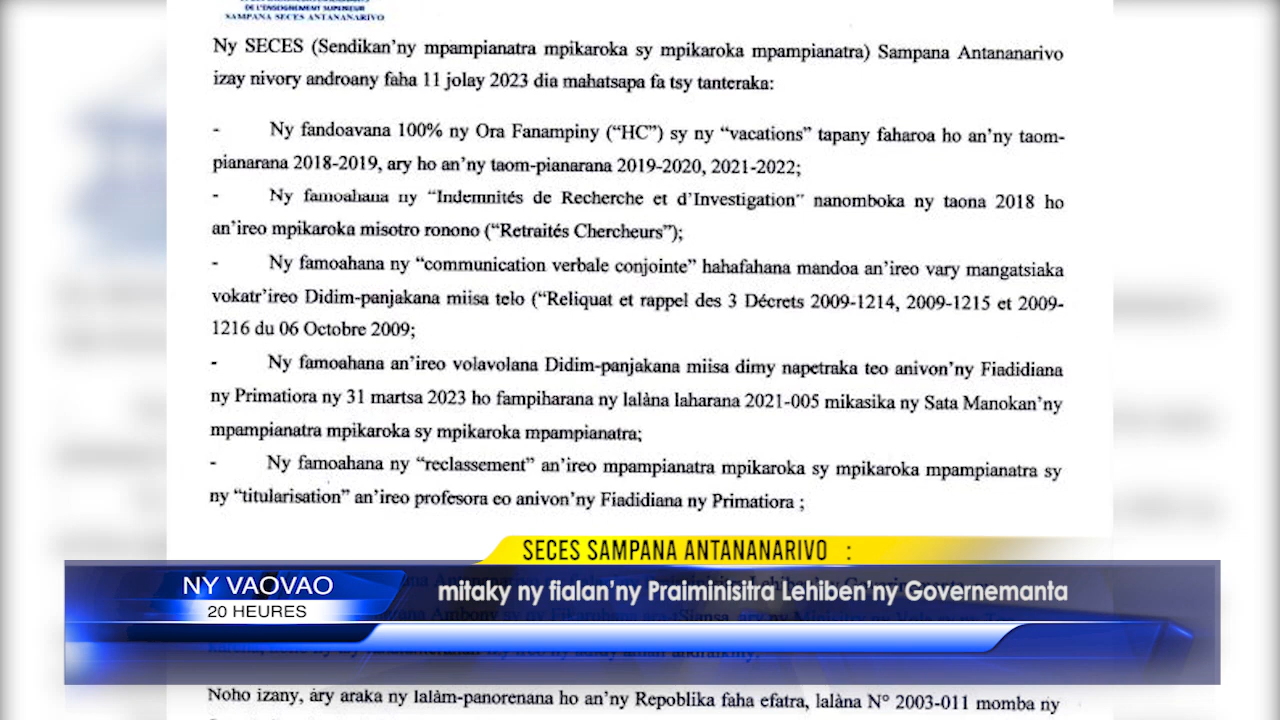 DE L'ENSEIGNEMENT SUPERIEUR
SAMPANA SECES ANTANANARIVO
Ny SECES (Sendikan'ny mpampianatra mpikaroka sy mpikaroka mpampianatra) Sampana Antananarivo
izay nivory androany faha 11 jolay 2023 dia mahatsapa fa tsy tanteraka:
- Ny fandoavana 100% ny Ora Fanampiny ("HC") sy ny "vacations" tapany faharoa ho an'ny taom-
pianarana 2018-2019, ary ho an'ny taom-pianarana 2019-2020, 2021-2022;
- Ny famoahana ny "Indemnités de Recherche et d'Investigation" nanomboka ny taona 2018 ho
an'ireo mpikaroka misotro ronono ("Retraités Chercheurs");
- Ny famoahana ny "communication verbale conjointe" hahafahana mandoa an'ireo vary mangatsiaka
vokatr'ireo Didim-panjakana miisa telo ("Reliquat et rappel des 3 Décrets 2009-1214, 2009-1215 et 2009-
1216 du 06 Octobre 2009;
- Ny famoahana an'ireo volavolana Didim-panjakana miisa dimy napetraka teo anivon'ny Fiadidiana
ny Primatiora ny 31 martsa 2023 ho fampiharana ny lalàna laharana 2021-005 mikasika ny Sata Manokan'ny
mpampianatra mpikaroka sy mpikaroka mpampianatra;
- Ny famoahana ny "reclassement" an'ireo mpampianatra mpikaroka sy mpikaroka mpampianatra sy
ny "titularisation" an'ireo profesora eo anivon'ny Fiadidiana ny Primatiora ;
SECES SAMPANA ANTANANARIVO :
NY VAOVAO
20 HEURES
mitaky ny fialan'ny Praiminisitra Lehiben'ny Governemanta
Noho izany, ary araka ny lalàm-panorenana ho an'ny Repoblika faha efatra, lalàna N° 2003-011 momba ny